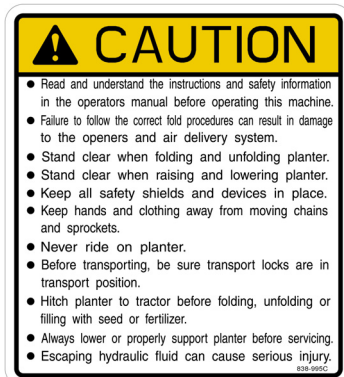 CAUTION
● Read and understand the instructions and safety information
in the operators manual before operating this machine.
● Failure to follow the correct fold procedures can result in damage
to the openers and air delivery system.
● Stand clear when folding and unfolding planter.
● Stand clear when raising and lowering planter.
● Keep all safety shields and devices in place.
● Keep hands and clothing away from moving chains
and sprockets.
● Never ride on planter.
● Before transporting, be sure transport locks are in
transport position.
● Hitch planter to tractor before folding, unfolding or
filling with seed or fertilizer.
● Always lower or properly support planter before servicing.
● Escaping hydraulic fluid can cause serious injury.
838-995C